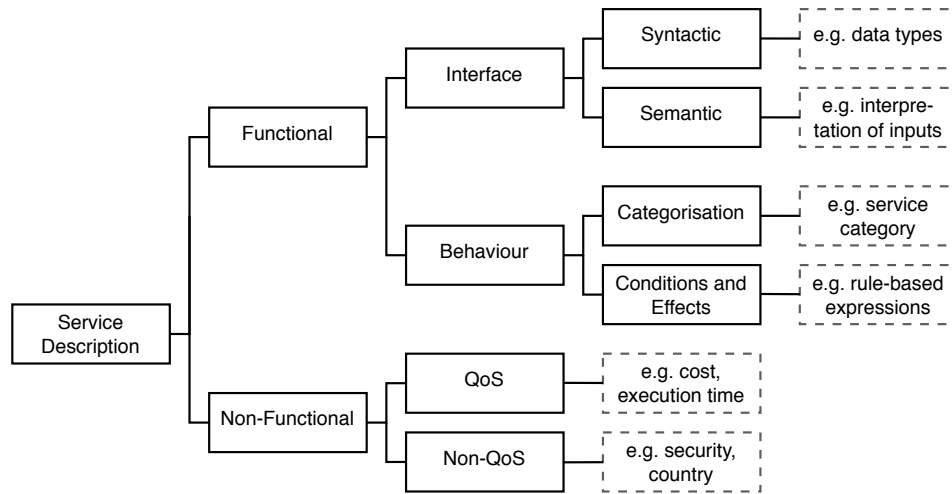 Syntactic
e.g. data types
Interface
Semantic
e.g. interpre-
tation of inputs
Functional
Categorisation
e.g. service
category
Behaviour
Conditions and
Effects
e.g. rule-based
expressions
Service
Description
QoS
e.g. cost,
execution time
Non-Functional
Non-QoS
e.g. security,
country